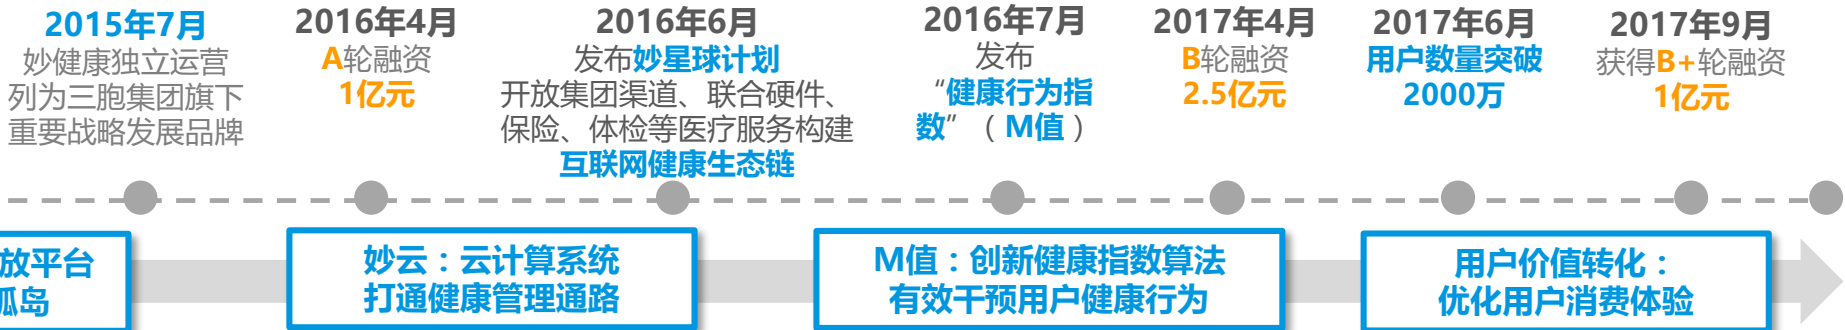 2015年7月
妙健康独立运营
列为三胞集团旗下
重要战略发展品牌
2016年4月
A轮融资
1亿元
2016年6月
发布妙星球计划
开放集团渠道、联合硬件、
保险、体检等医疗服务构建
互联网健康生态链
2016年7月
发布
“健康行为指
数”（M值）
2017年4月
B轮融资
2.5亿元
2017年6月
用户数量突破
2000万
2017年9月
获得B+轮融资
1亿元
放平台
孤岛
妙云：云计算系统
打通健康管理通路
M值：创新健康指数算法
有效干预用户健康行为
用户价值转化：
优化用户消费体验